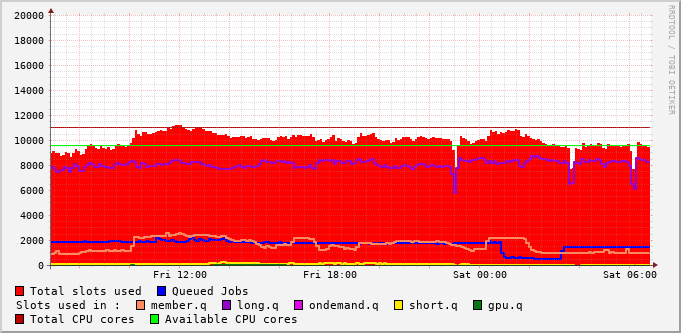 20000
18000
16000
14000
12000
10000
8000
6000
4000
2000
0
Fri 12:00 Fri 18:00 Sat 00:00 Sat 06:00
RRDTOOL / TOBI OETIKER
Total slots used Queued Jobs
Slots used in : member.q long.q ondemand.q short.q gpu.q
Total CPU cores Available CPU cores